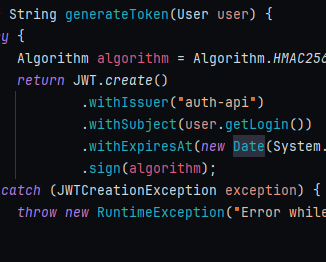 String generateToken(User user) {
y {
Algorithm algorithm = Algorithm.HMAC256
return JWT.create()
.withIssuer("auth-api")
.withSubject(user.getLogin())
.withExpiresAt(new Date(System.
.sign(algorithm);
catch (JWTCreationException exception) {
throw new RuntimeException("Error while